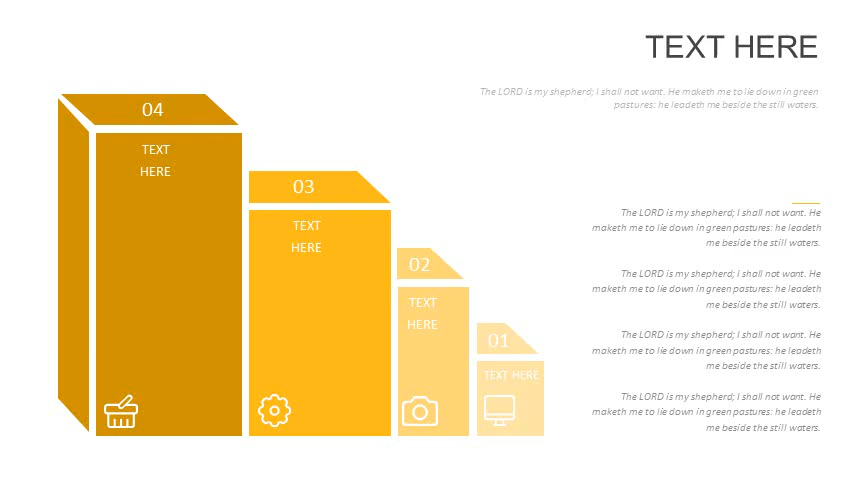 TEXT HERE
The LORD is my shepherd; I shall not want. He maketh me to lie down in green
pastures: he leadeth me beside the still waters.
04
TEXT
HERE
03
TEXT
HERE
02
TEXT
HERE
01
TEXT HERE
The LORD is my shepherd; I shall not want. He
maketh me to lie down in green pastures: he leadeth
me beside the still waters.
The LORD is my shepherd; I shall not want. He
maketh me to lie down in green pastures: he leadeth
me beside the still waters.
The LORD is my shepherd; I shall not want. He
maketh me to lie down in green pastures: he leadeth
me beside the still waters.
The LORD is my shepherd; I shall not want. He
maketh me to lie down in green pastures: he leadeth
me beside the still waters.